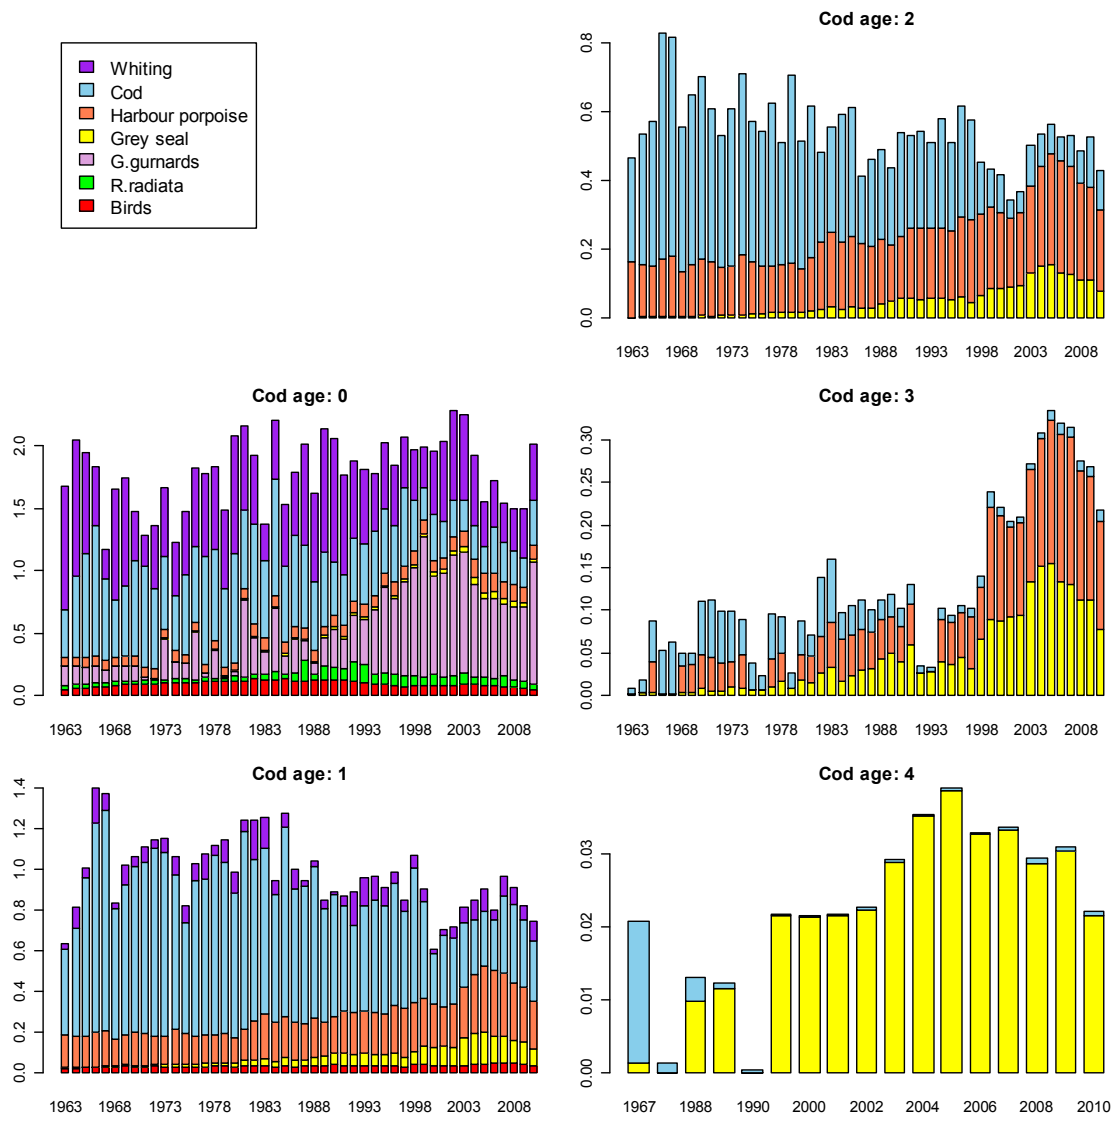 Whiting
Cod
Harbour porpoise
Grey seal
G.gurnards
R.radiata
Birds
Cod age: 2
0.0 0.2 0.4 0.6 0.8
1963 1968 1973 1978 1983 1988 1993 1998 2003 2008
Cod age: 0
0.0 0.5 1.0 1.5 2.0
1963 1968 1973 1978 1983 1988 1993 1998 2003 2008
Cod age: 3
0.00 0.05 0.10 0.15 0.20 0.25 0.30
1963 1968 1973 1978 1983 1988 1993 1998 2003 2008
Cod age: 1
0.0 0.2 0.4 0.6 0.8 1.0 1.2 1.4
1963 1968 1973 1978 1983 1988 1993 1998 2003 2008
Cod age: 4
0.00 0.01 0.02 0.03
1967 1988 1990 2000 2002 2004 2006 2008 2010